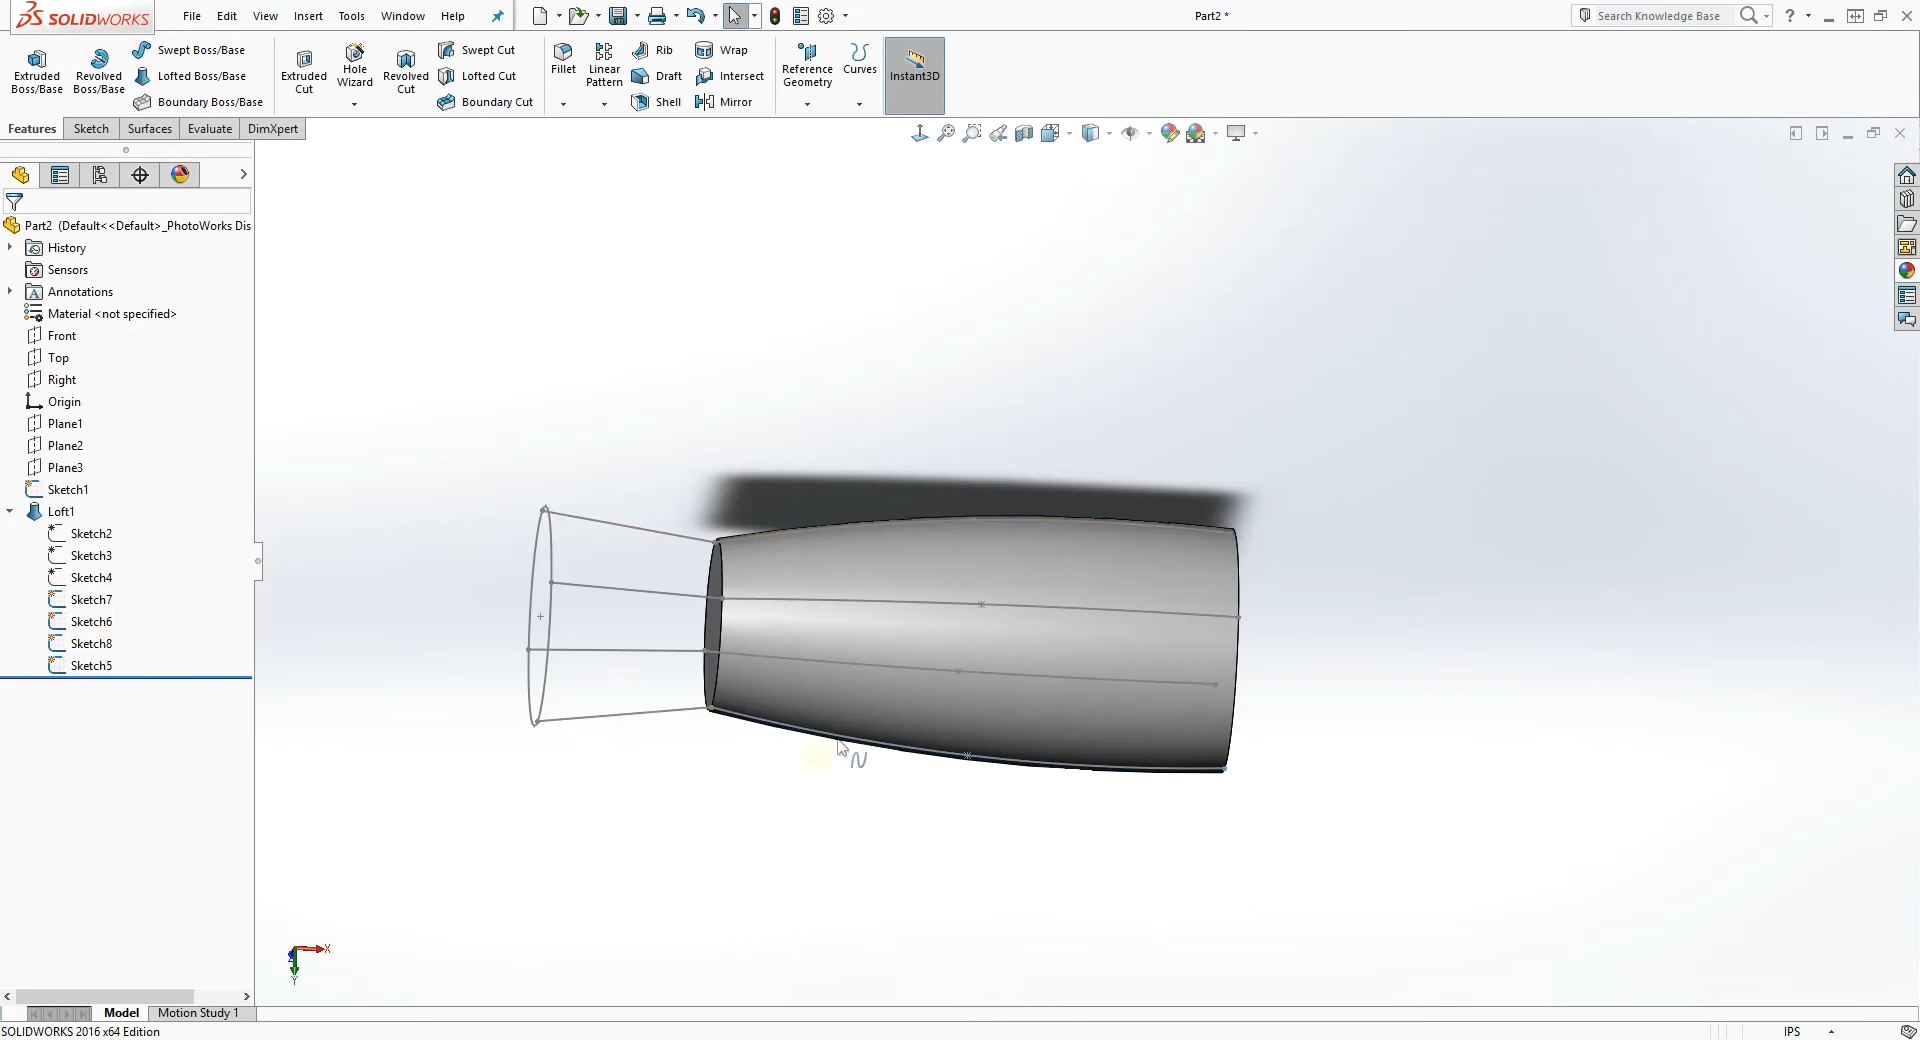 SOLIDWORKS
File Edit View Insert Tools Window Help
Part2 *
Search Knowledge Base
?
Extruded Boss/Base
Revolved Boss/Base
Swept Boss/Base
Lofted Boss/Base
Boundary Boss/Base
Extruded Cut
Hole Wizard
Revolved Cut
Swept Cut
Lofted Cut
Boundary Cut
Fillet
Linear Pattern
Rib
Draft
Shell
Wrap
Intersect
Mirror
Reference Geometry
Curves
Instant3D
Features Sketch Surfaces Evaluate DimXpert
Part2 (Default<<Default>_PhotoWorks Dis
History
Sensors
Annotations
Material <not specified>
Front
Top
Right
Origin
Plane1
Plane2
Plane3
Sketch1
Loft1
Sketch2
Sketch3
Sketch4
Sketch7
Sketch6
Sketch8
Sketch5
X
Y
Model Motion Study 1
SOLIDWORKS 2016 x64 Edition
IPS